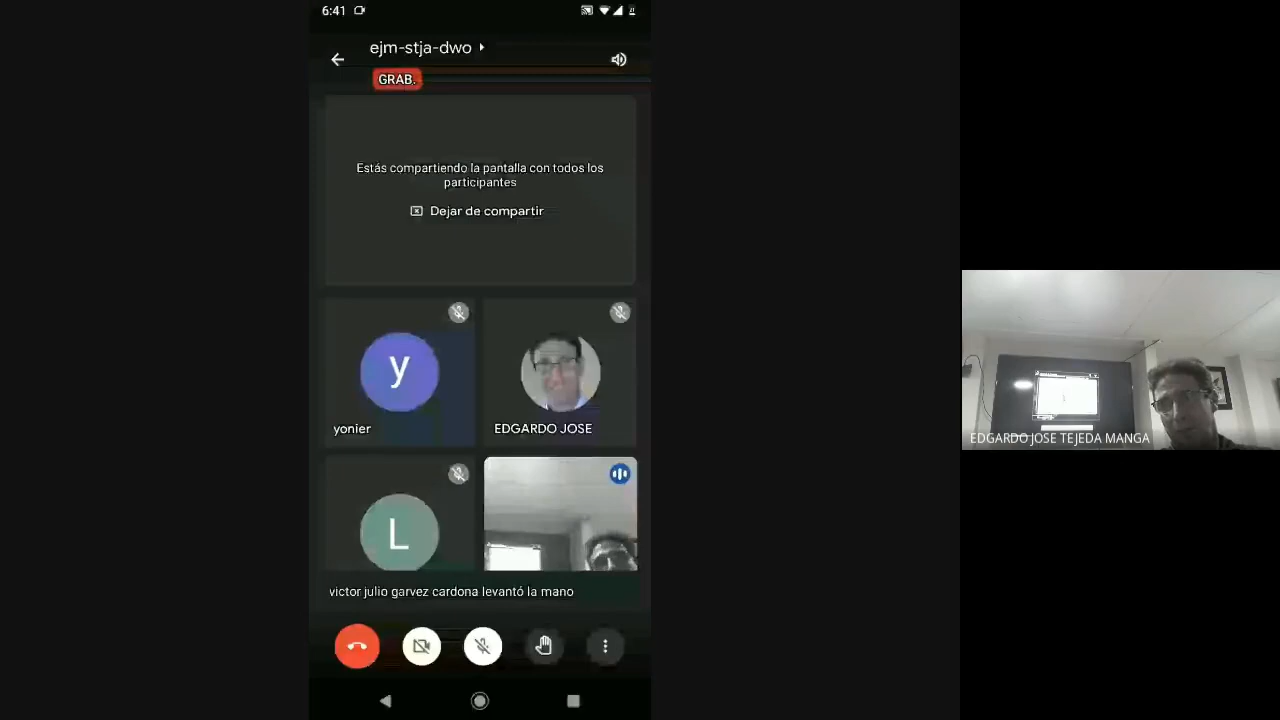 6:41
ejm-stja-dwo
GRAB.
Estás compartiendo la pantalla con todos los
participantes
Dejar de compartir
y
yonier
EDGARDO JOSE
L
victor julio garvez cardona levantó la mano
EDGARDO JOSE TEJEDA MANGA